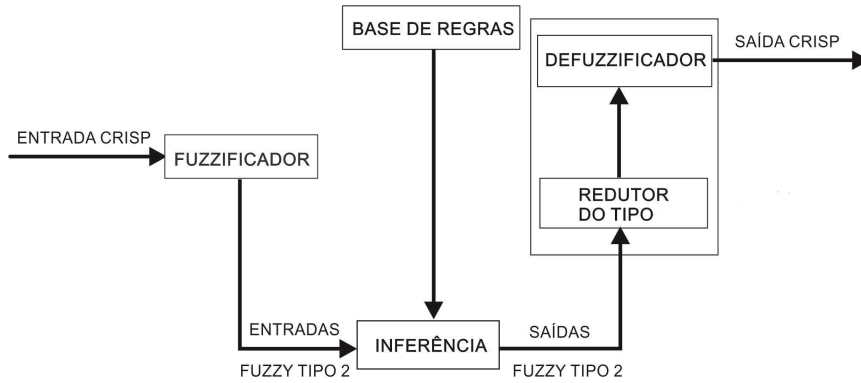 BASE DE REGRAS
DEFUZZIFICADOR
SAÍDA CRISP
ENTRADA CRISP
FUZZIFICADOR
REDUTOR
DO TIPO
ENTRADAS
FUZZY TIPO 2
INFERÊNCIA
SAÍDAS
FUZZY TIPO 2